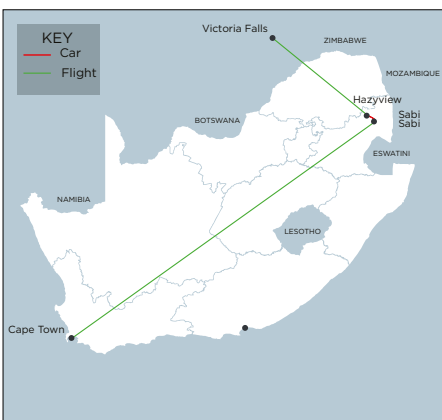 KEY
Car
Flight
Victoria Falls
ZIMBABWE
MOZAMBIQUE
Hazyview
Sabi
Sabi
BOTSWANA
ESWATINI
NAMIBIA
LESOTHO
Cape Town